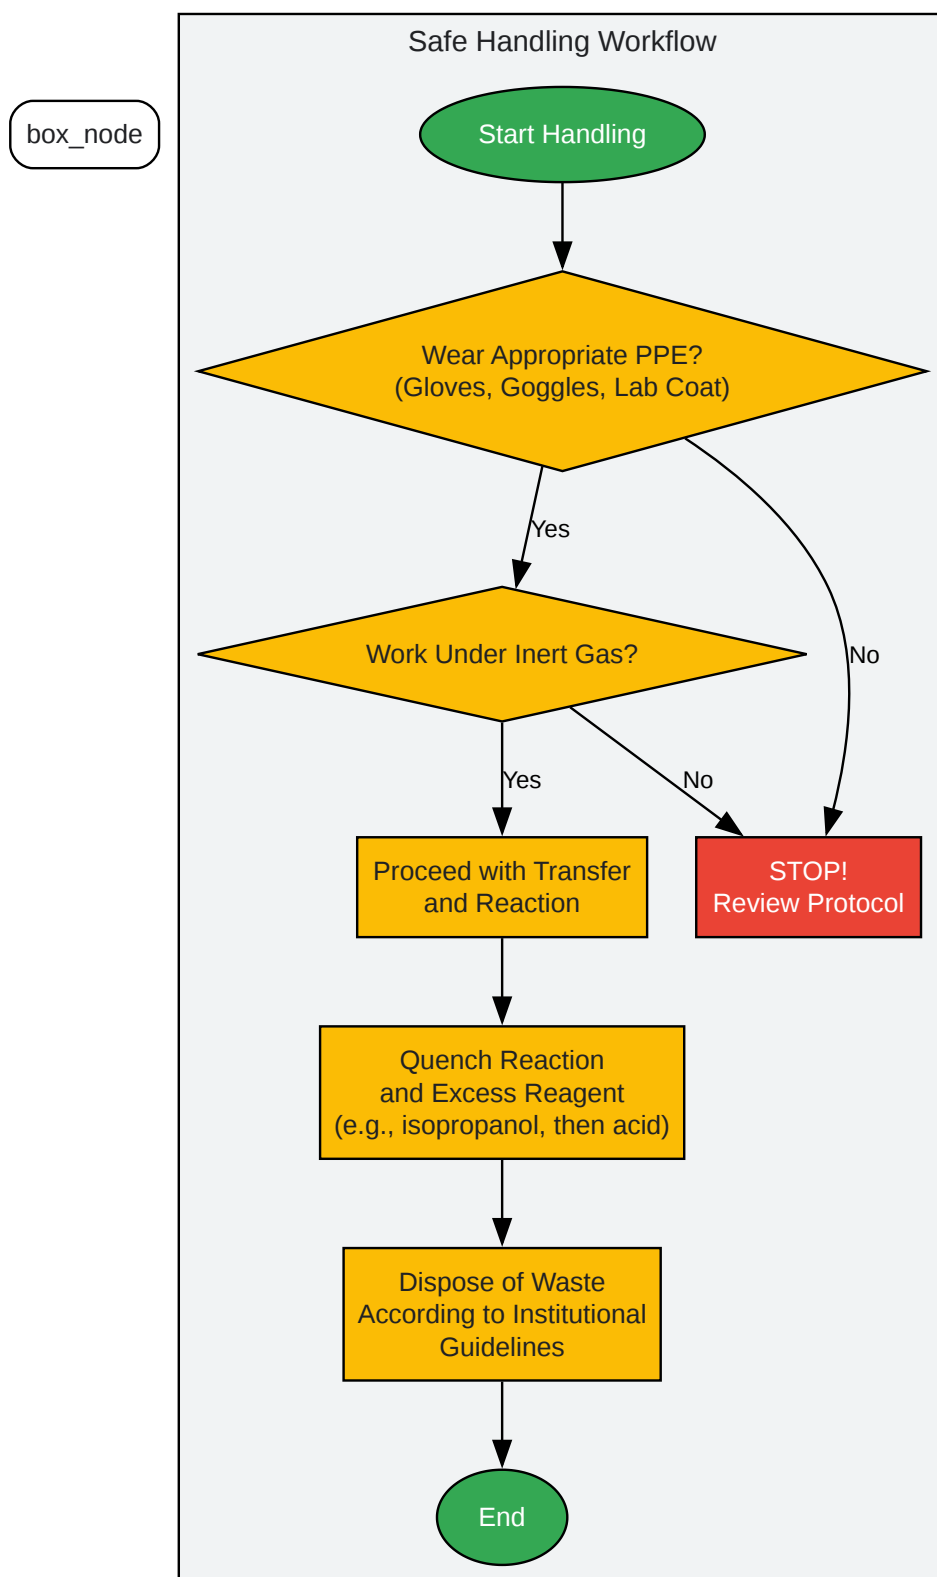 Safe Handling Workflow
box_node
Start Handling
Wear Appropriate PPE?
(Gloves, Goggles, Lab Coat)
Yes
No
Work Under Inert Gas?
Yes
No
Proceed with Transfer
and Reaction
STOP!
Review Protocol
Quench Reaction
and Excess Reagent
(e.g., isopropanol, then acid)
Dispose of Waste
According to Institutional
Guidelines
End